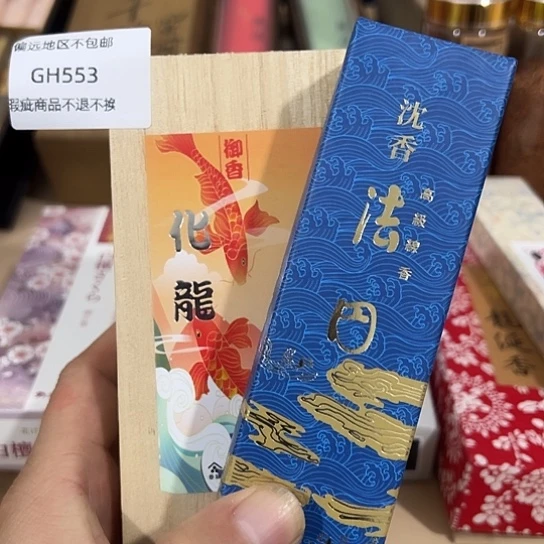 偏远地区不包邮
GH553
瑕疵商品不退不换
御香
化龍
沈香
高級線香
法